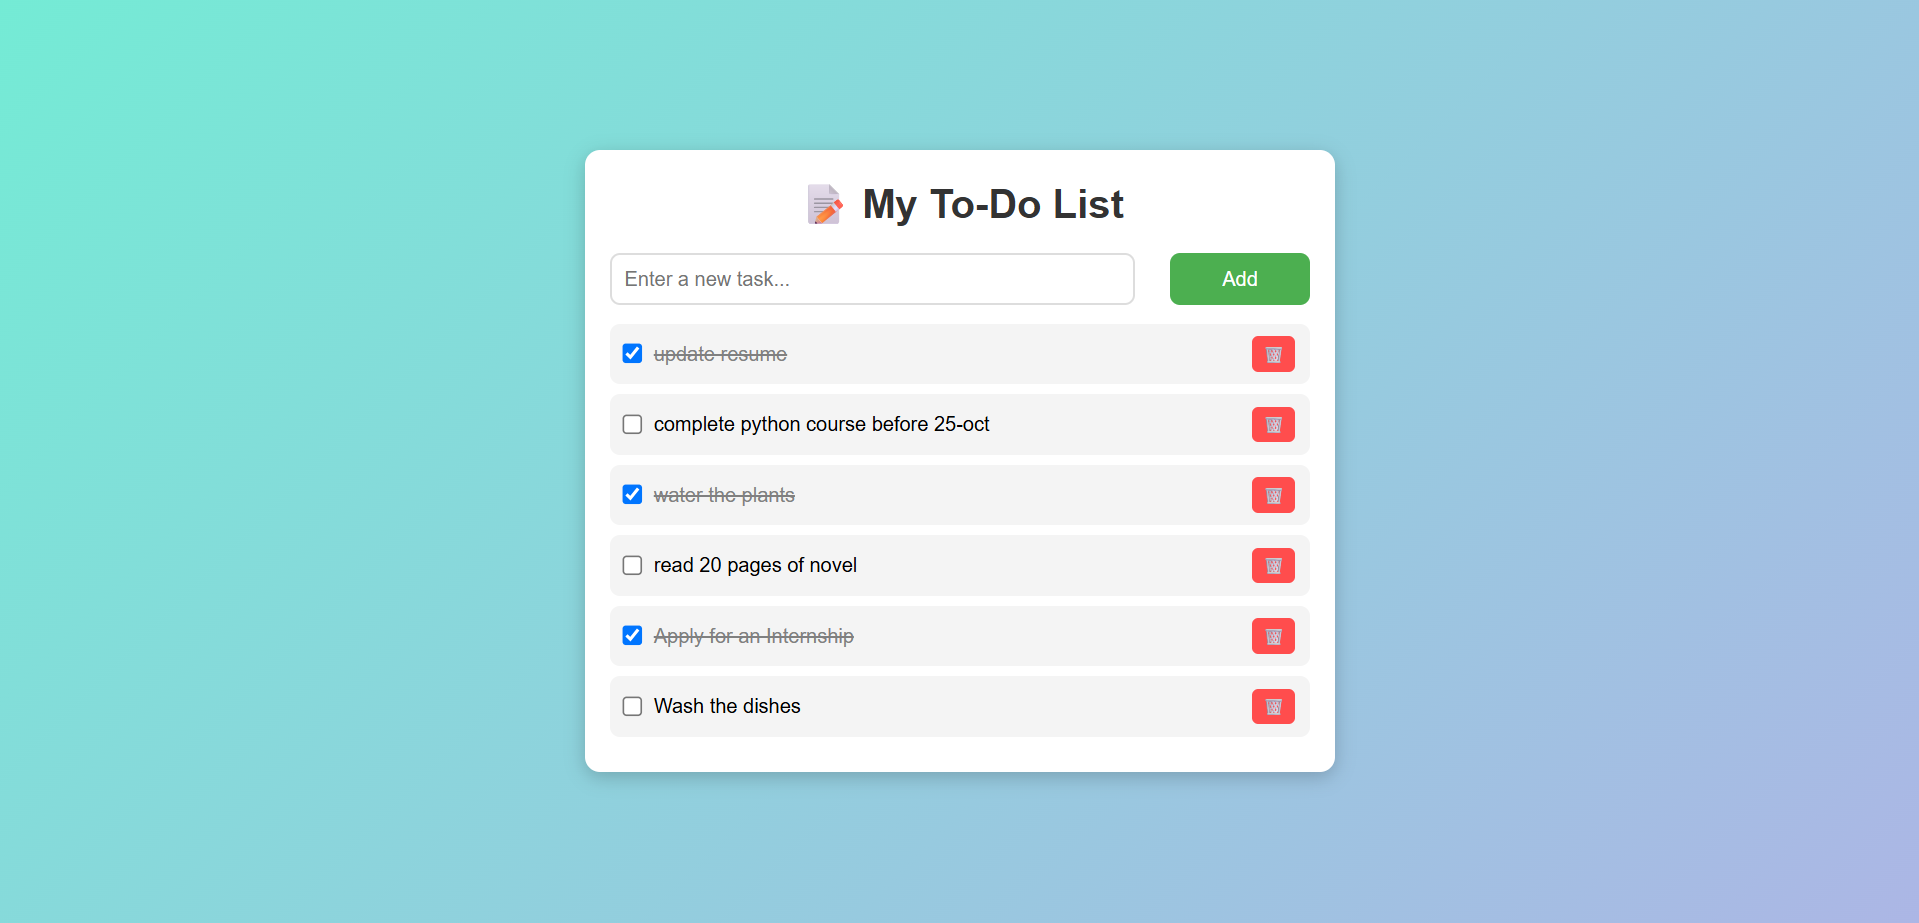 My To-Do List
Enter a new task...
Add
update resume
complete python course before 25-oct
water the plants
read 20 pages of novel
Apply for an Internship
Wash the dishes